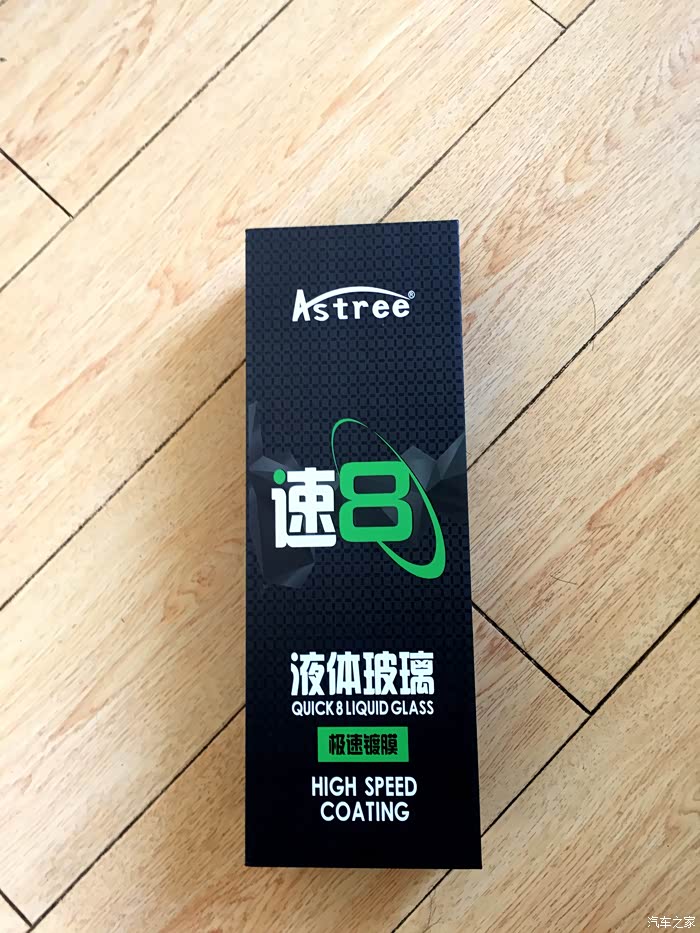 Astree®
速8
液体玻璃
QUICK 8 LIQUID GLASS
极速镀膜
HIGH SPEED
COATING
汽车之家